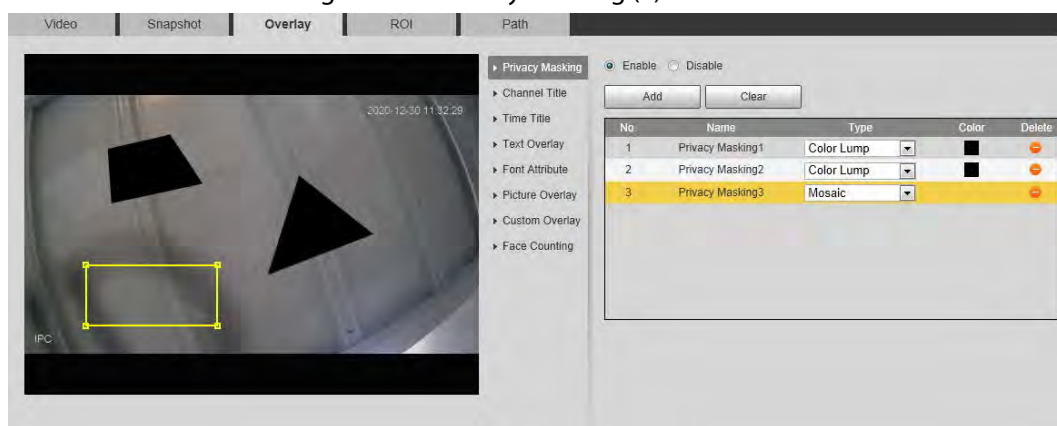 Video Snapshot Overlay ROI Path
2020-12-30 11:32:29
IPC
Privacy Masking
Channel Title
Time Title
Text Overlay
Font Attribute
Picture Overlay
Custom Overlay
Face Counting
Enable Disable
Add Clear
No. Name Type Color Delete
1 Privacy Masking1 Color Lump
2 Privacy Masking2 Color Lump
3 Privacy Masking3 Mosaic